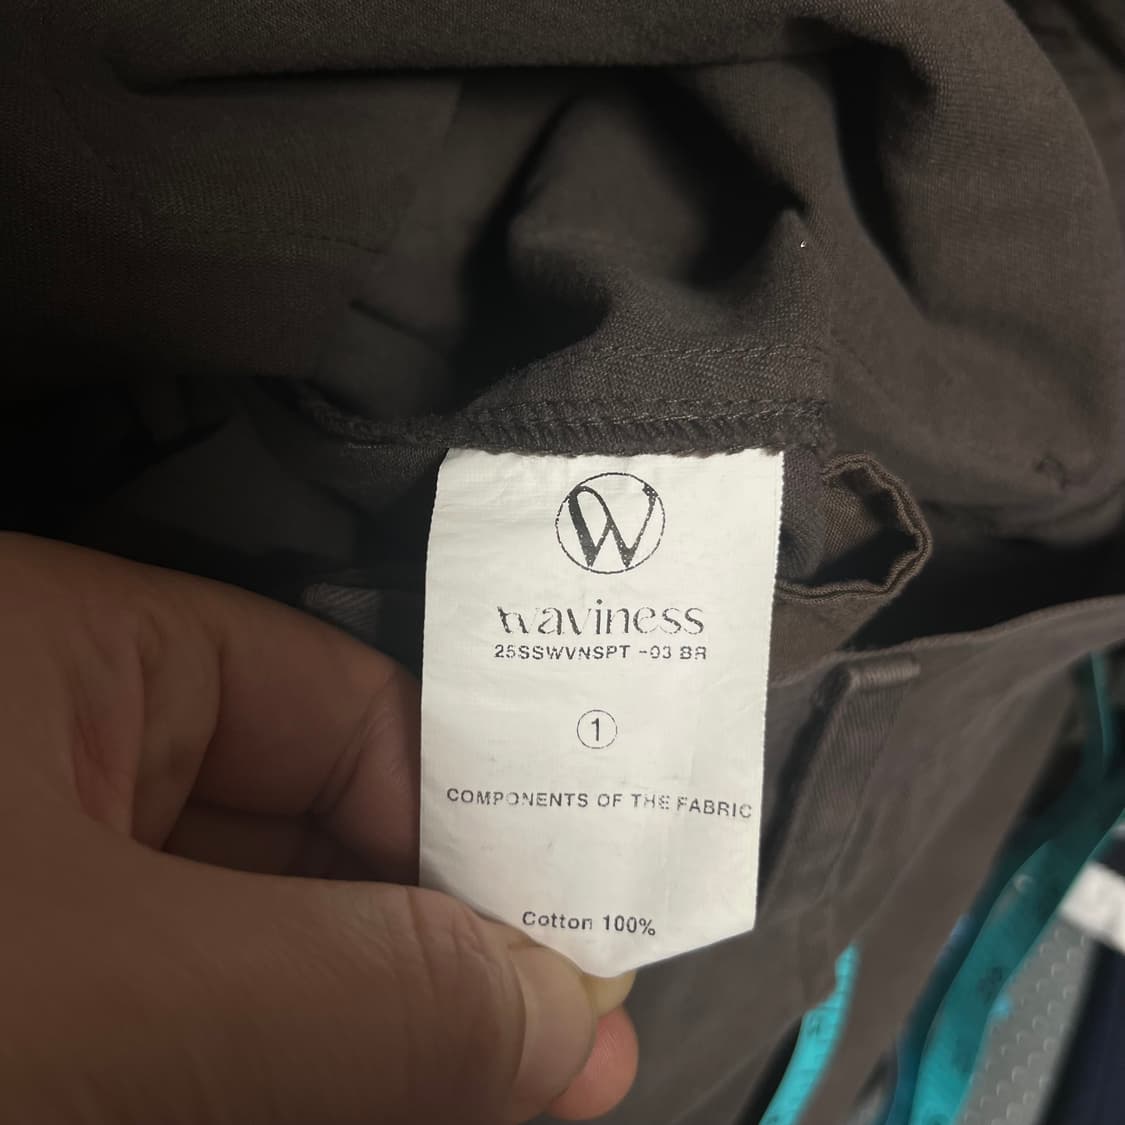 W
waviness
25SSWVNSPT -03 BR
1
COMPONENTS OF THE FABRIC
Cotton 100%